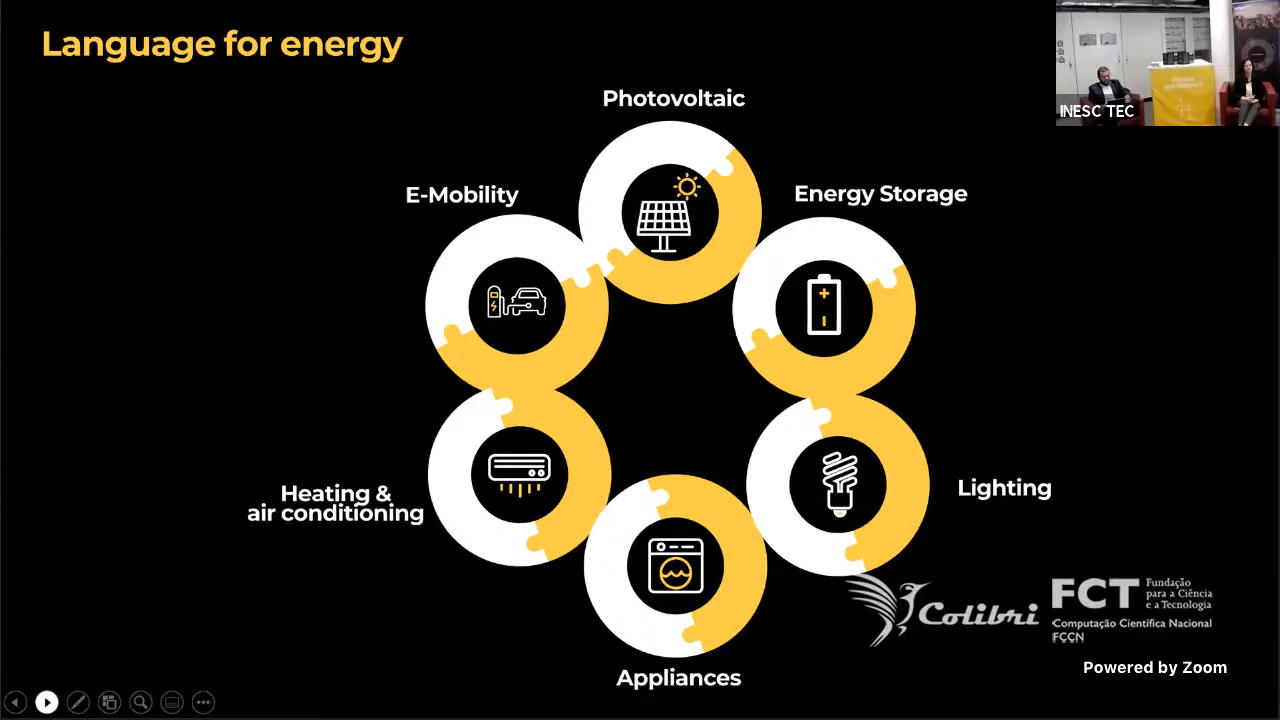 Language for energy
INESC TEC
Photovoltaic
E-Mobility
Energy Storage
Heating &
air conditioning
Lighting
Appliances
Colibri
FCT
Fundação
para a Ciência
e a Tecnologia
Computação Científica Nacional
FCCN
Powered by Zoom